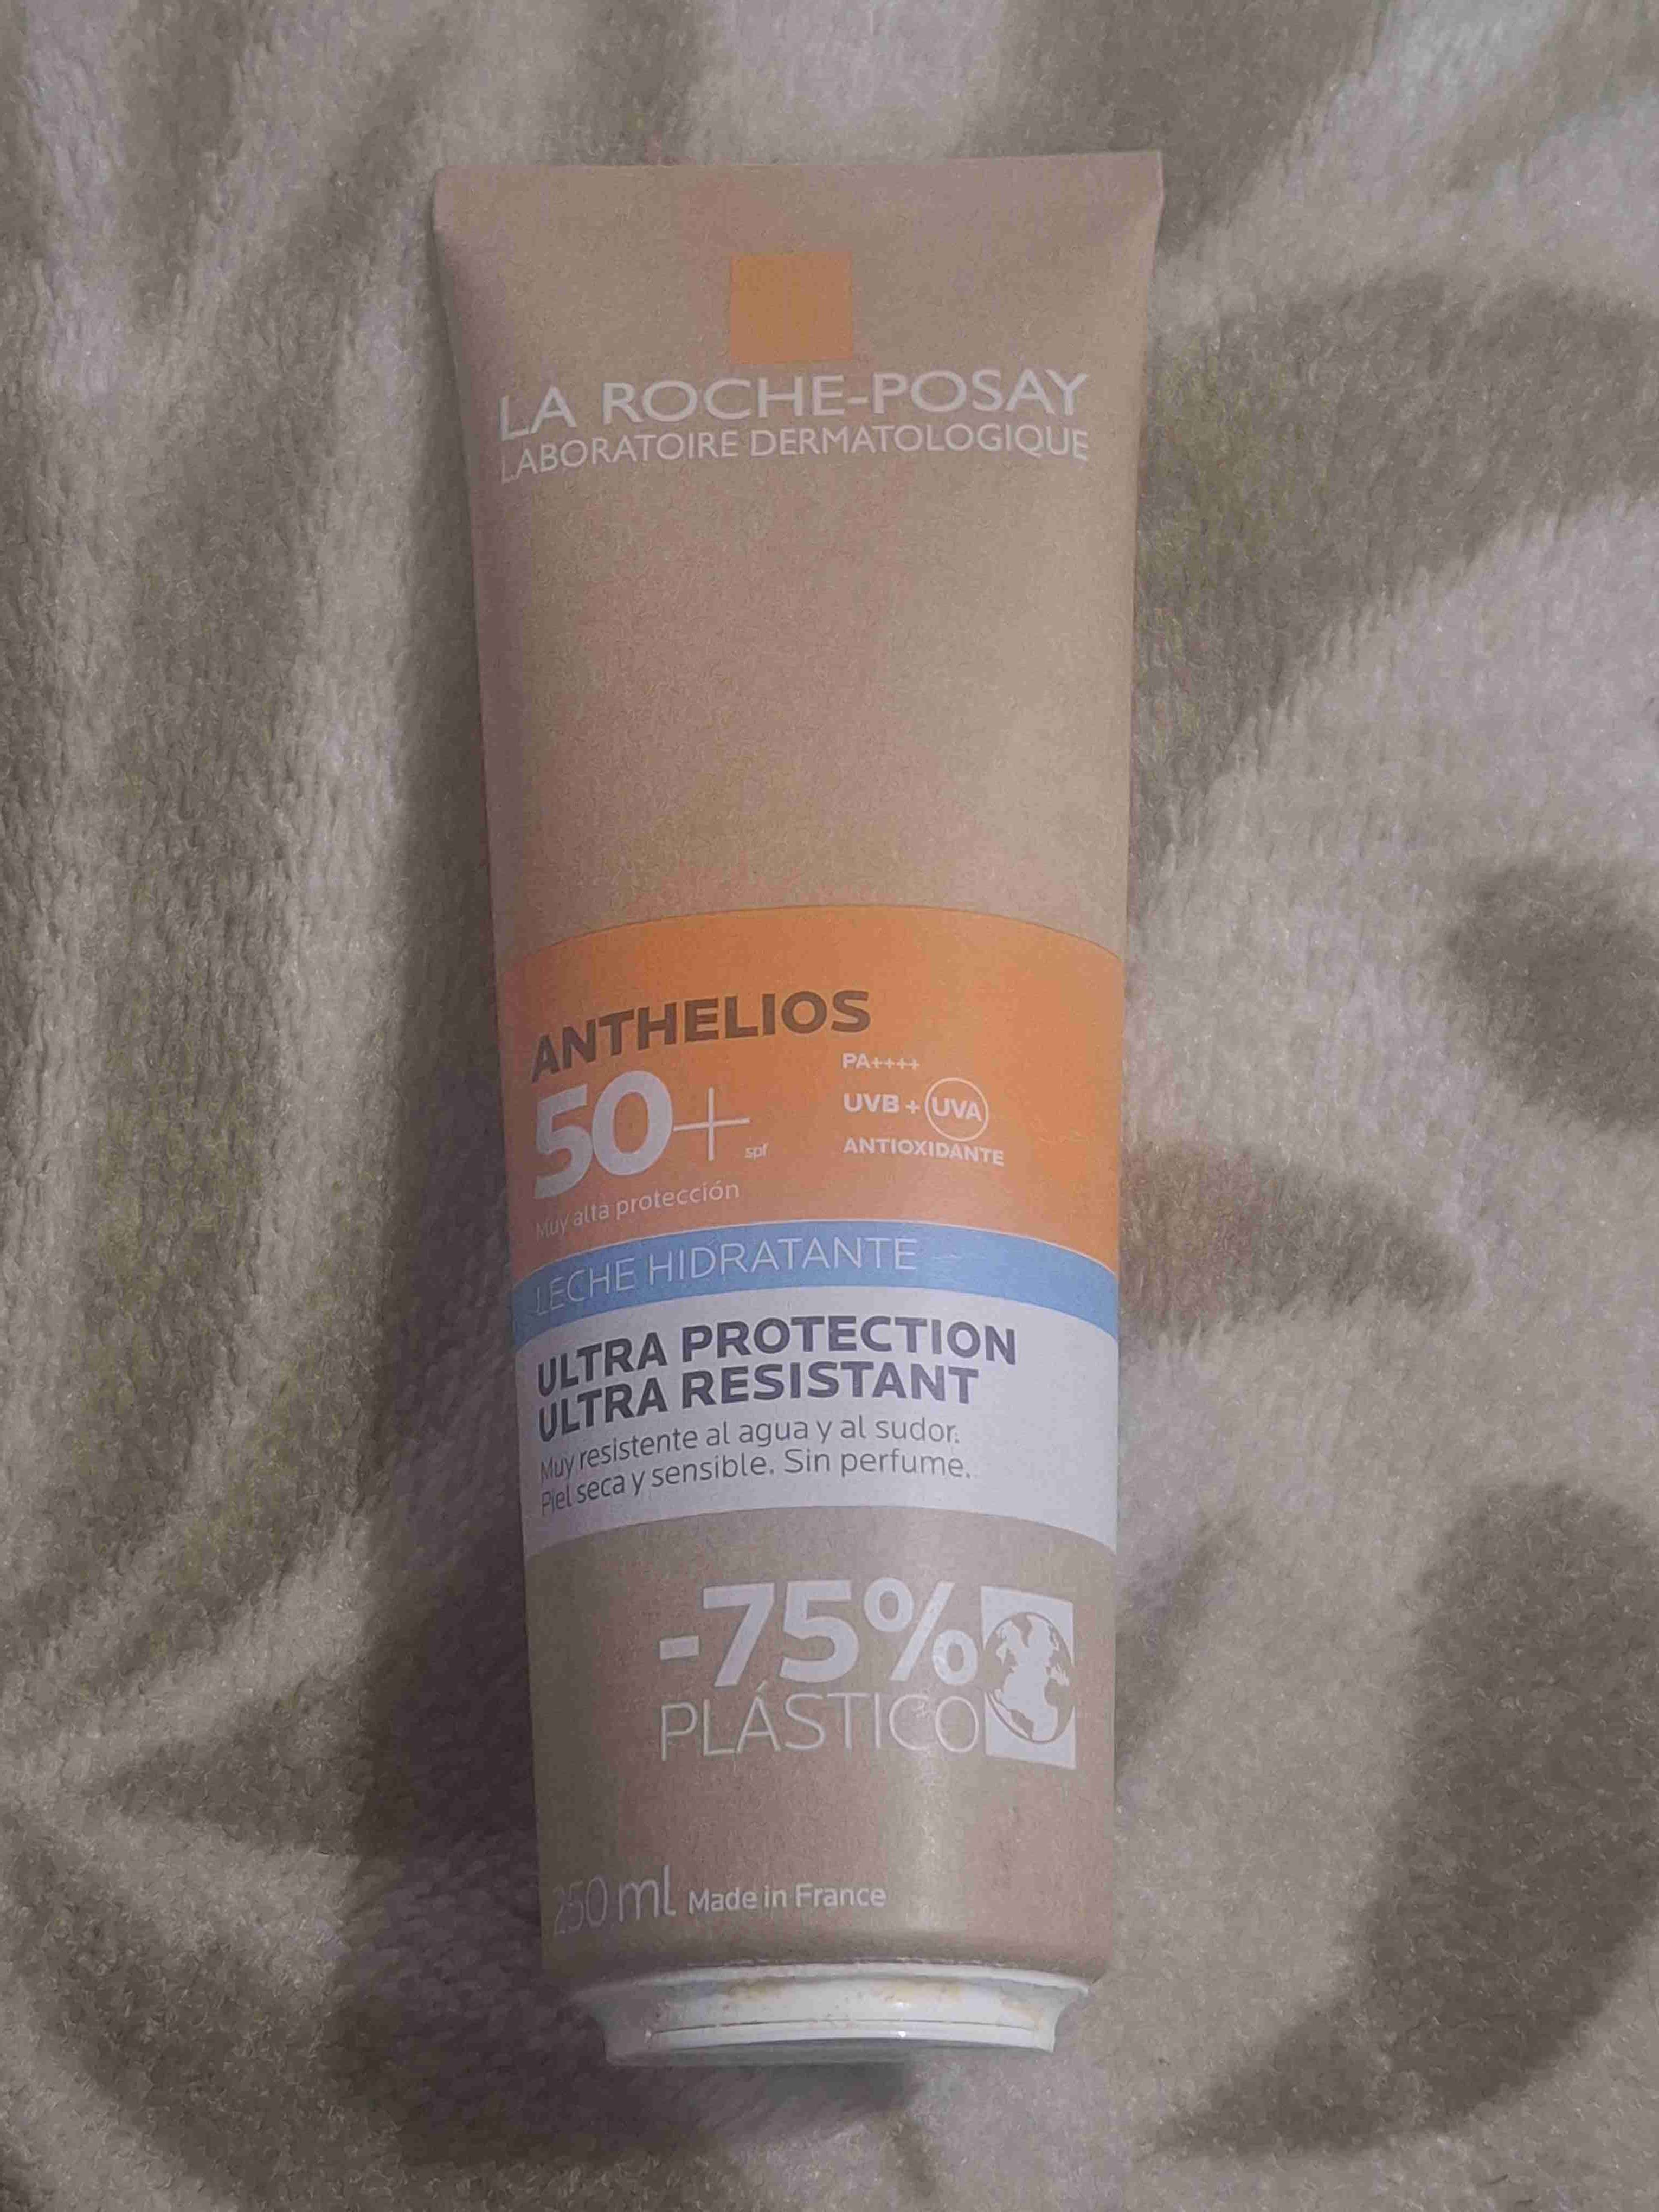 LA ROCHE-POSAY
LABORATOIRE DERMATOLOGIQUE
ANTHELIOS
50+ spf
PA++++
UVB + UVA
ANTIOXIDANTE
Muy alta protección
LECHE HIDRATANTE
ULTRA PROTECTION
ULTRA RESISTANT
Muy resistente al agua y al sudor.
Piel seca y sensible. Sin perfume.
-75%
PLÁSTICO
250 ml Made in France